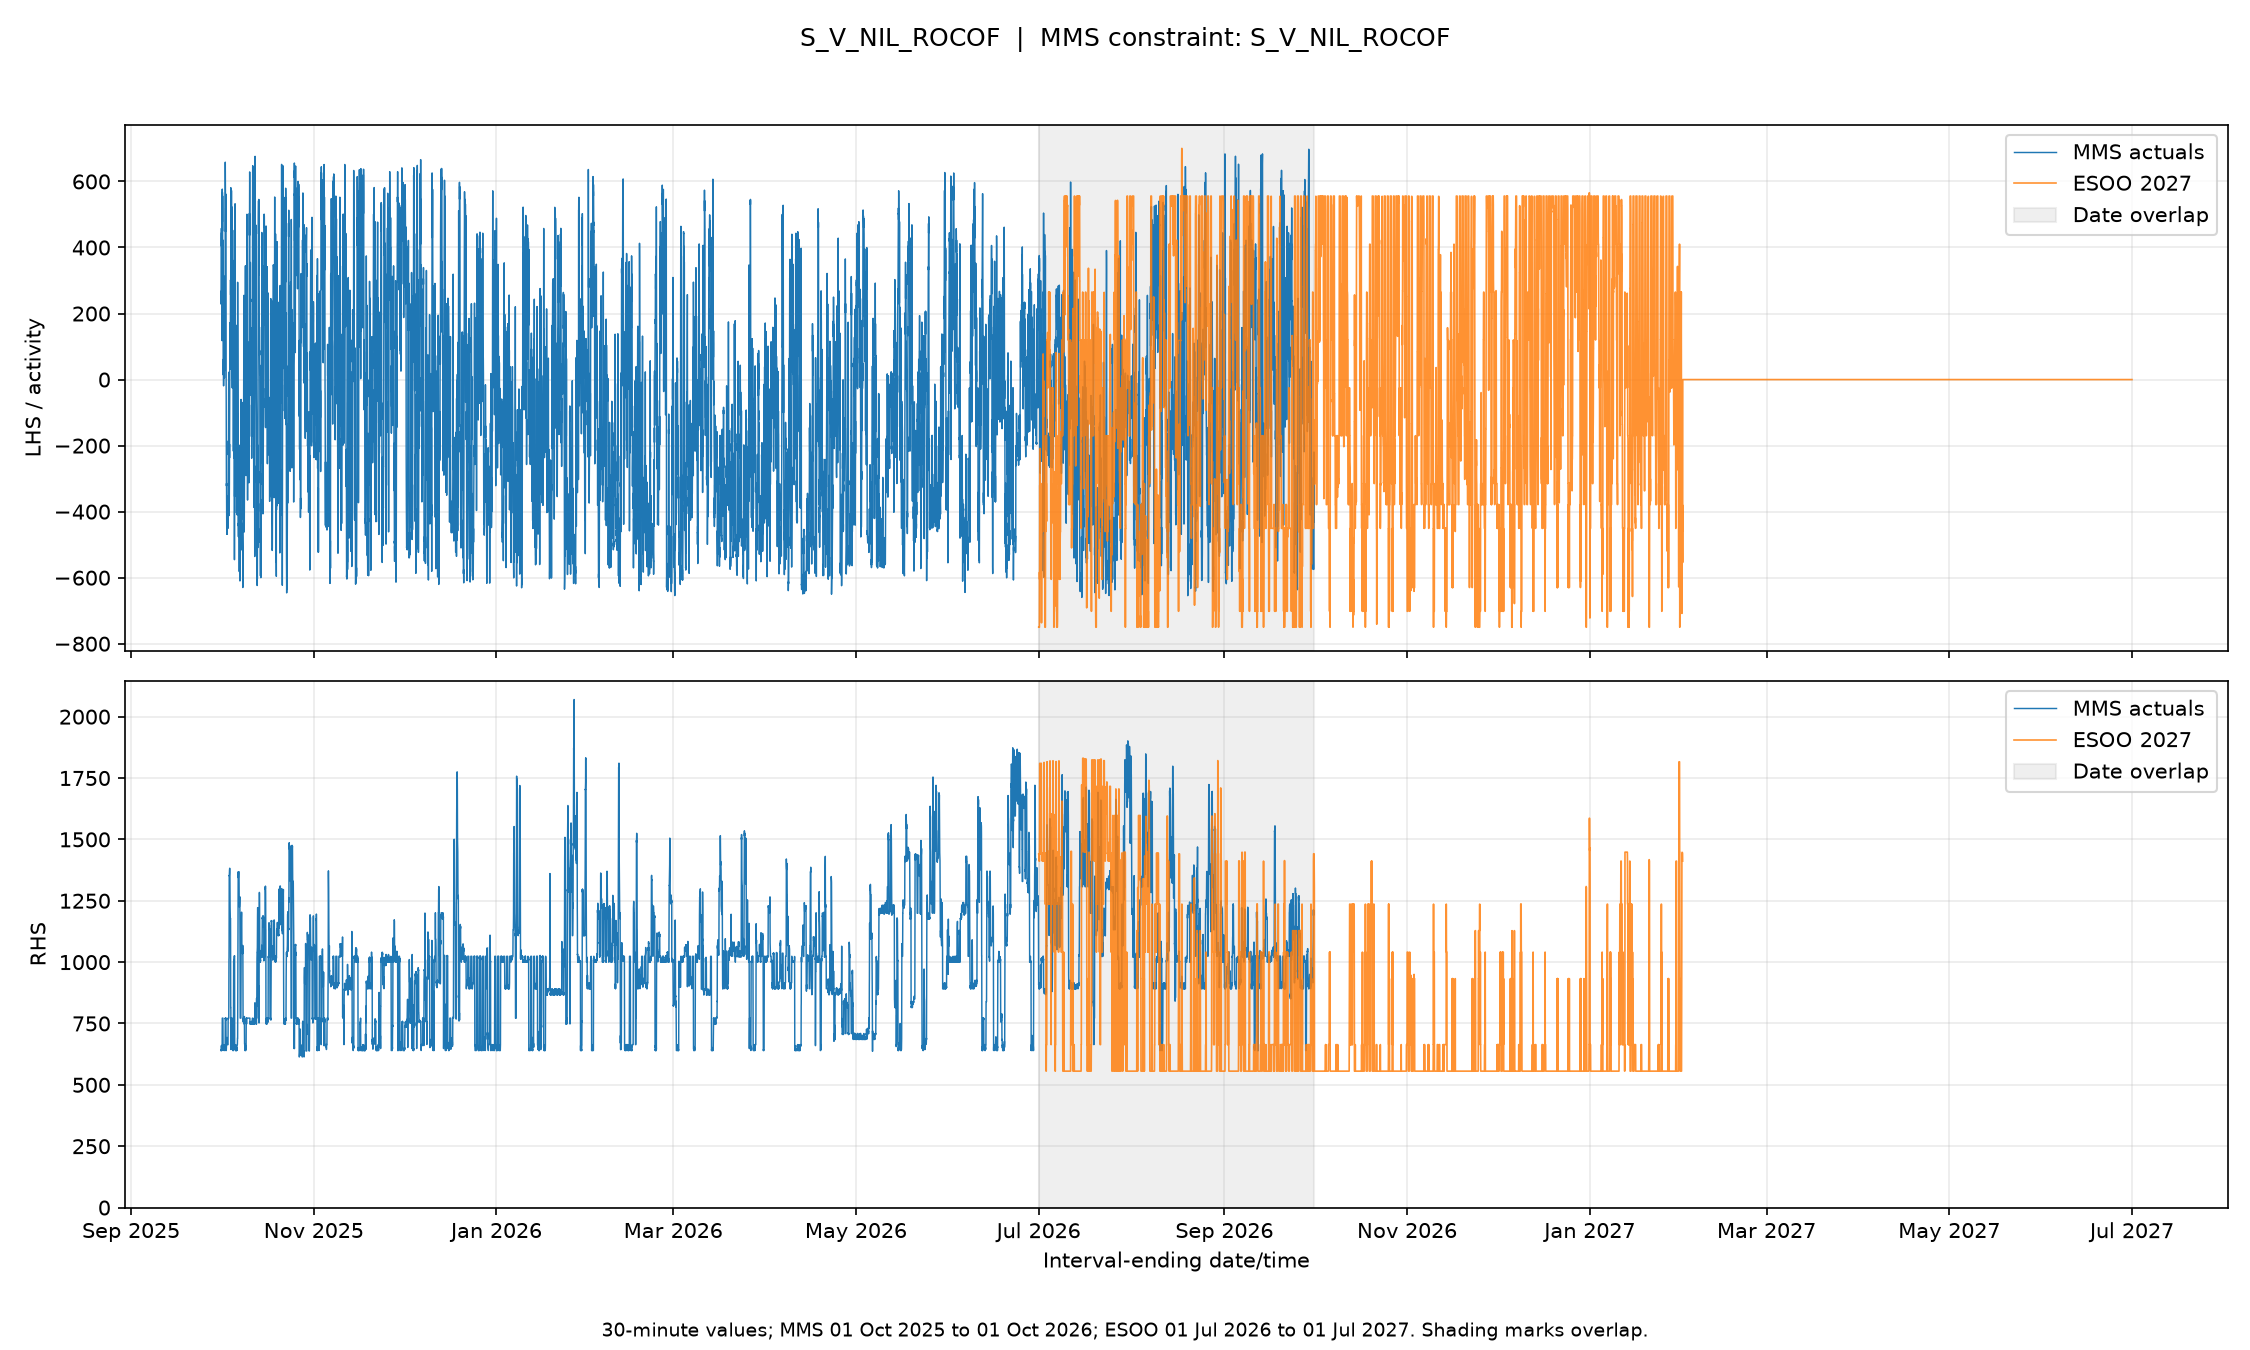 S_V_NIL_ROCOF | MMS constraint: S_V_NIL_ROCOF
LHS / activity
600
400
200
0
−200
−400
−600
−800
MMS actuals
ESOO 2027
Date overlap
RHS
2000
1750
1500
1250
1000
750
500
250
0
MMS actuals
ESOO 2027
Date overlap
Sep 2025 Nov 2025 Jan 2026 Mar 2026 May 2026 Jul 2026 Sep 2026 Nov 2026 Jan 2027 Mar 2027 May 2027 Jul 2027
Interval-ending date/time
30-minute values; MMS 01 Oct 2025 to 01 Oct 2026; ESOO 01 Jul 2026 to 01 Jul 2027. Shading marks overlap.